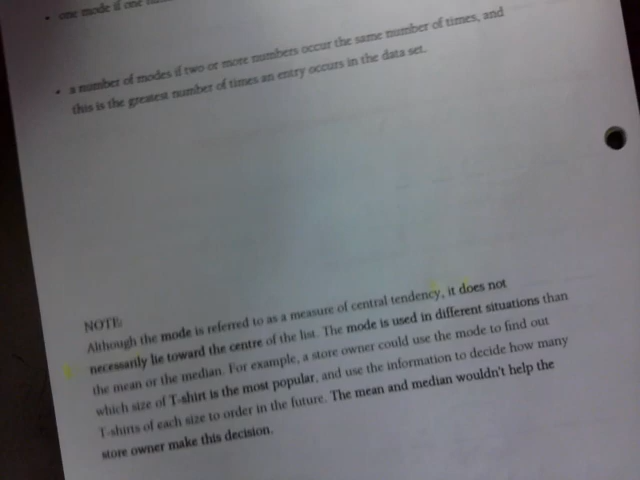 • one mode if one
• a number of modes if two or more numbers occur the same number of times, and
this is the greatest number of times an entry occurs in the data set.
NOTE:
Although the mode is referred to as a measure of central tendency, it does not
necessarily lie toward the centre of the list. The mode is used in different situations than
the mean or the median. For example, a store owner could use the mode to find out
which size of T-shirt is the most popular, and use the information to decide how many
T-shirts of each size to order in the future. The mean and median wouldn't help the
store owner make this decision.